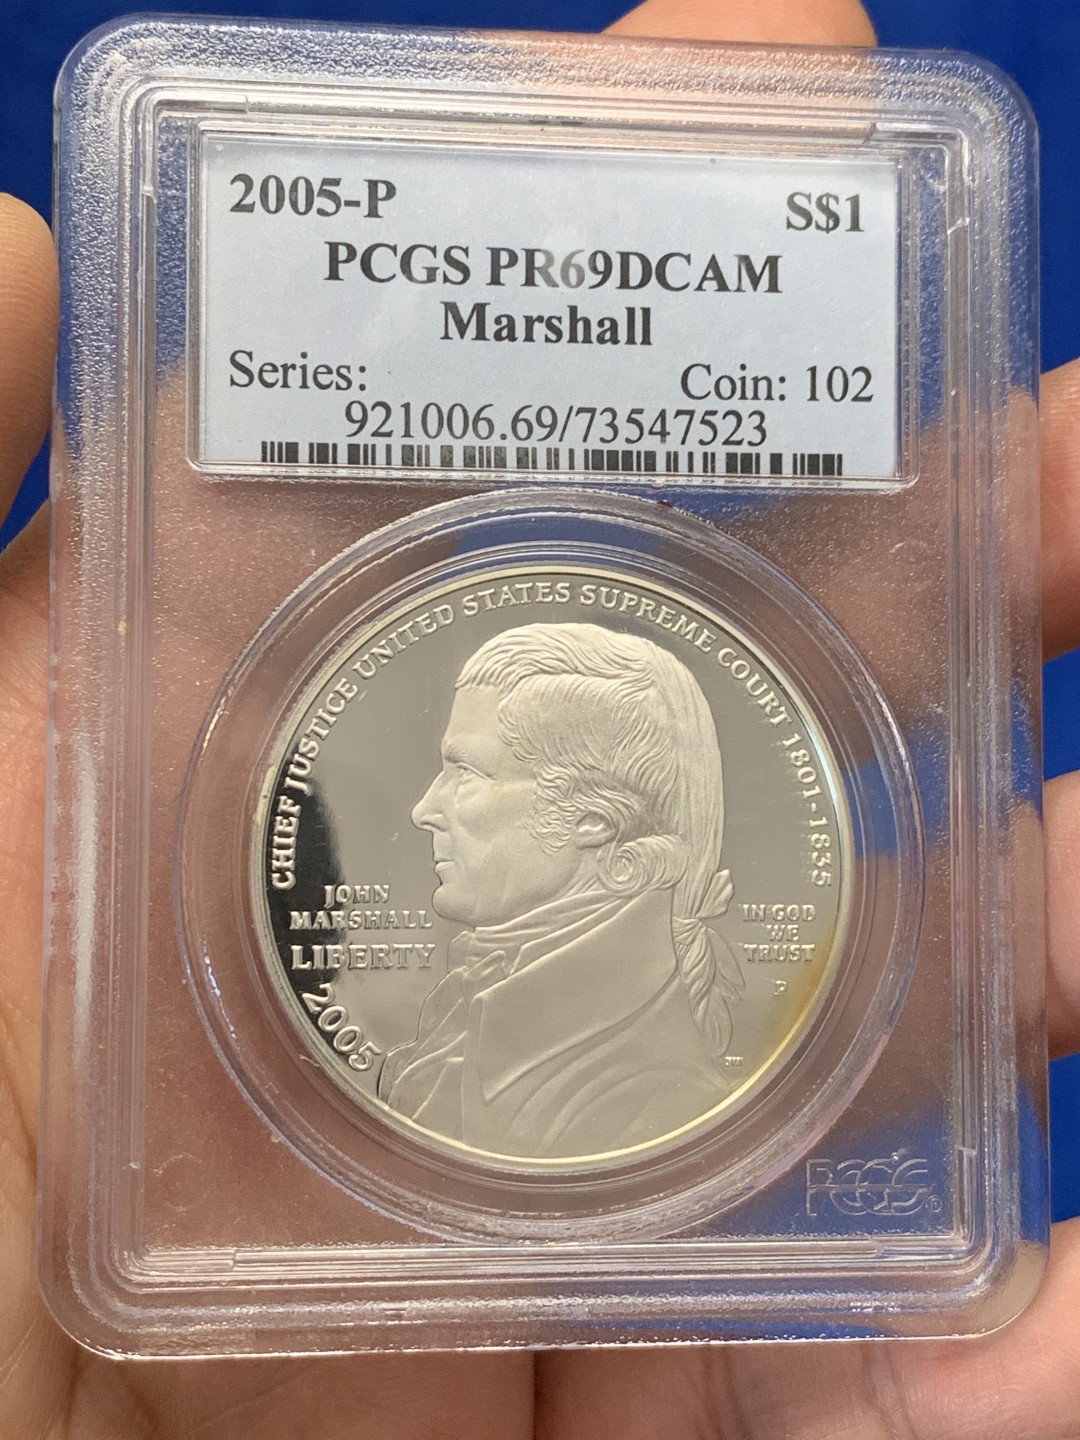 2005-P
S$1
PCGS PR69DCAM
Marshall
Series:
Coin: 102
921006.69/73547523
CHIEF JUSTICE UNITED STATES SUPREME COURT 1801-1835
JOHN
MARSHALL
LIBERTY
2005
IN GOD
WE
TRUST
P
PCGS